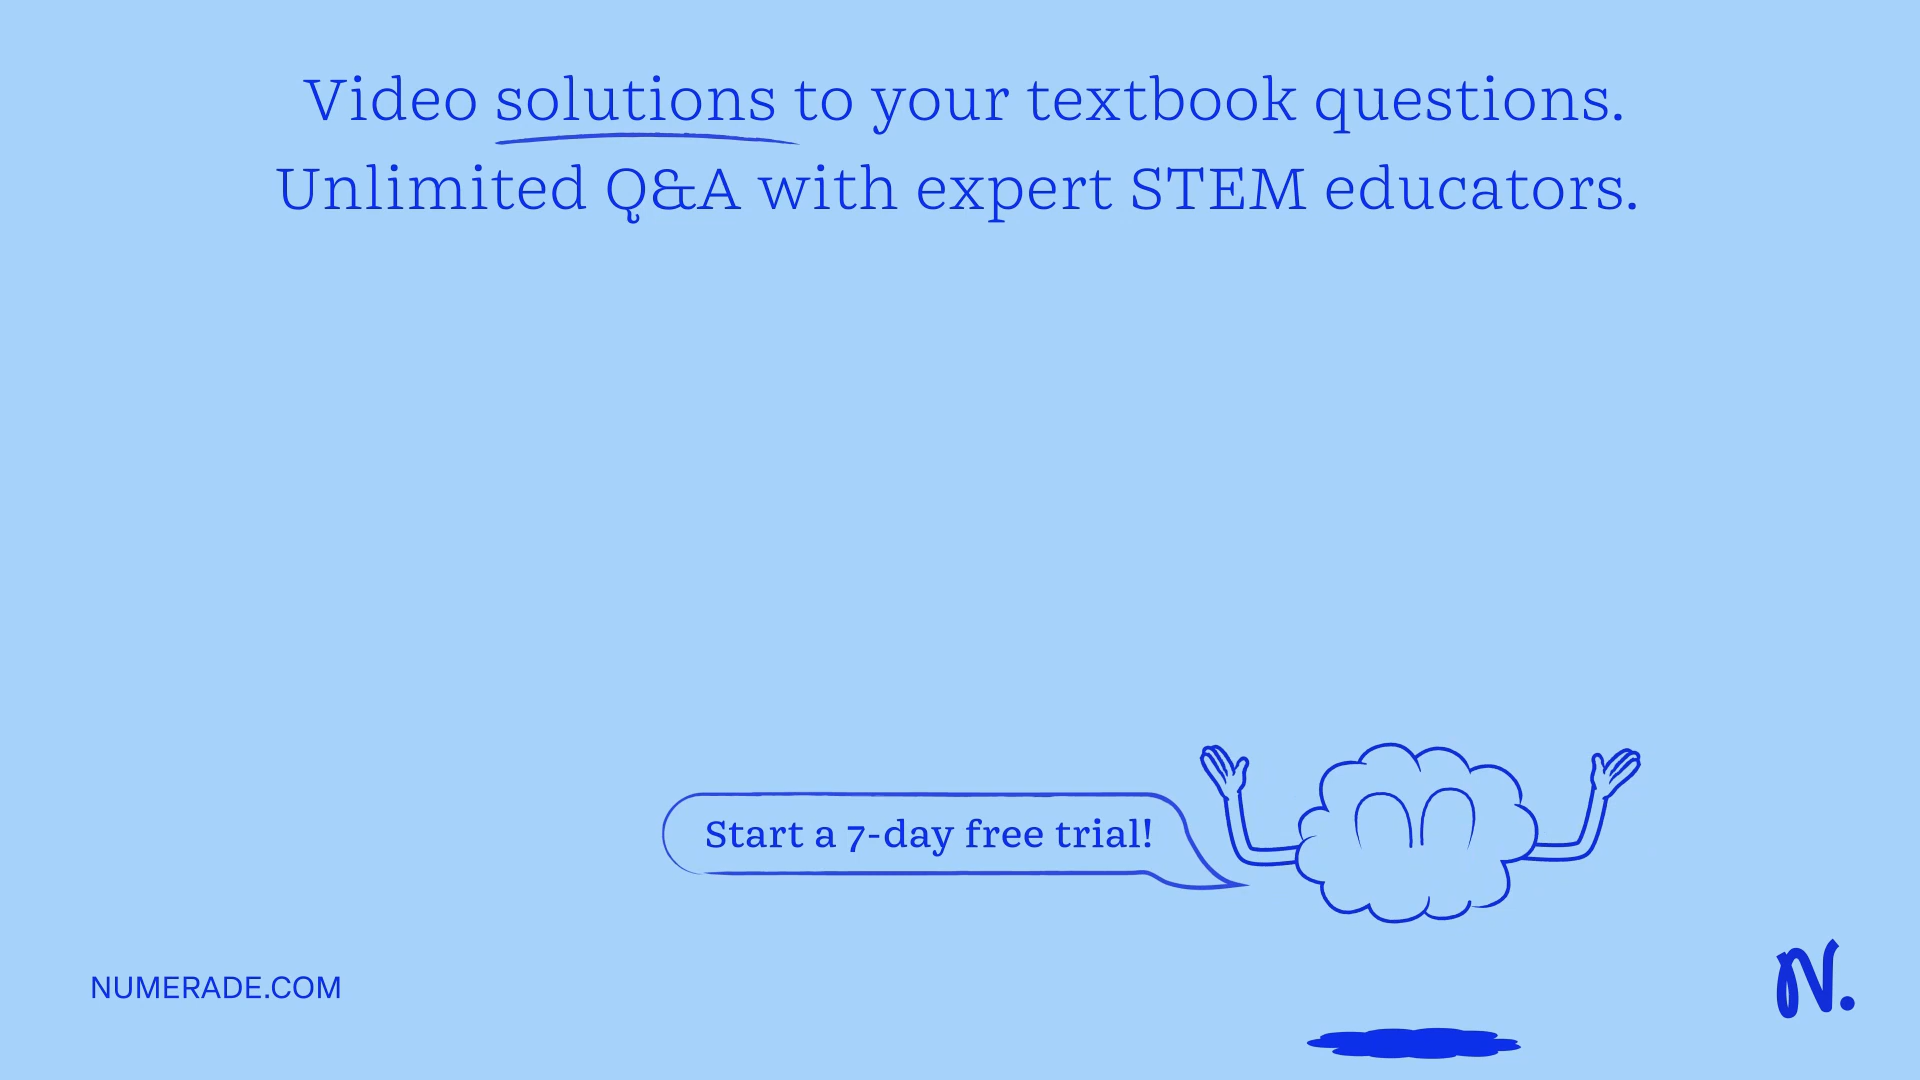 Video solutions to your textbook questions.
Unlimited Q&A with expert STEM educators.
Start a 7-day free trial!
NUMERADE.COM
N.